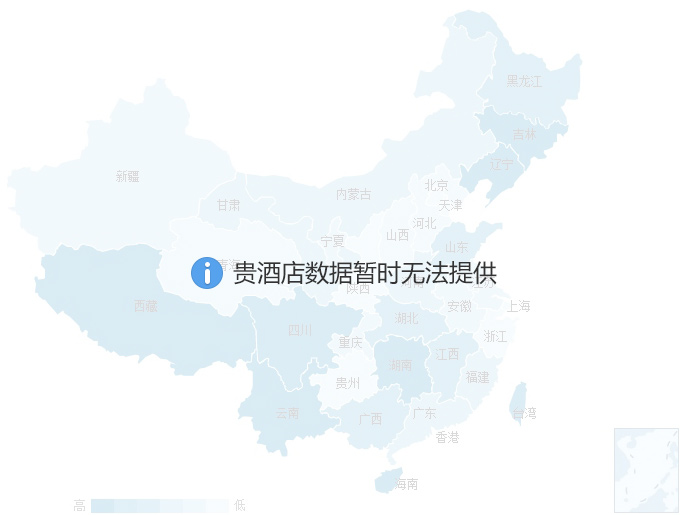 黑龙江
吉林
辽宁
新疆
北京
内蒙古
甘肃
天津
河北
山西
宁夏
山东
贵酒店数据暂时无法提供
陕西
西藏
安徽
上海
湖北
四川
浙江
重庆
江西
湖南
福建
贵州
云南
广西
广东
台湾
香港
海南
高
低